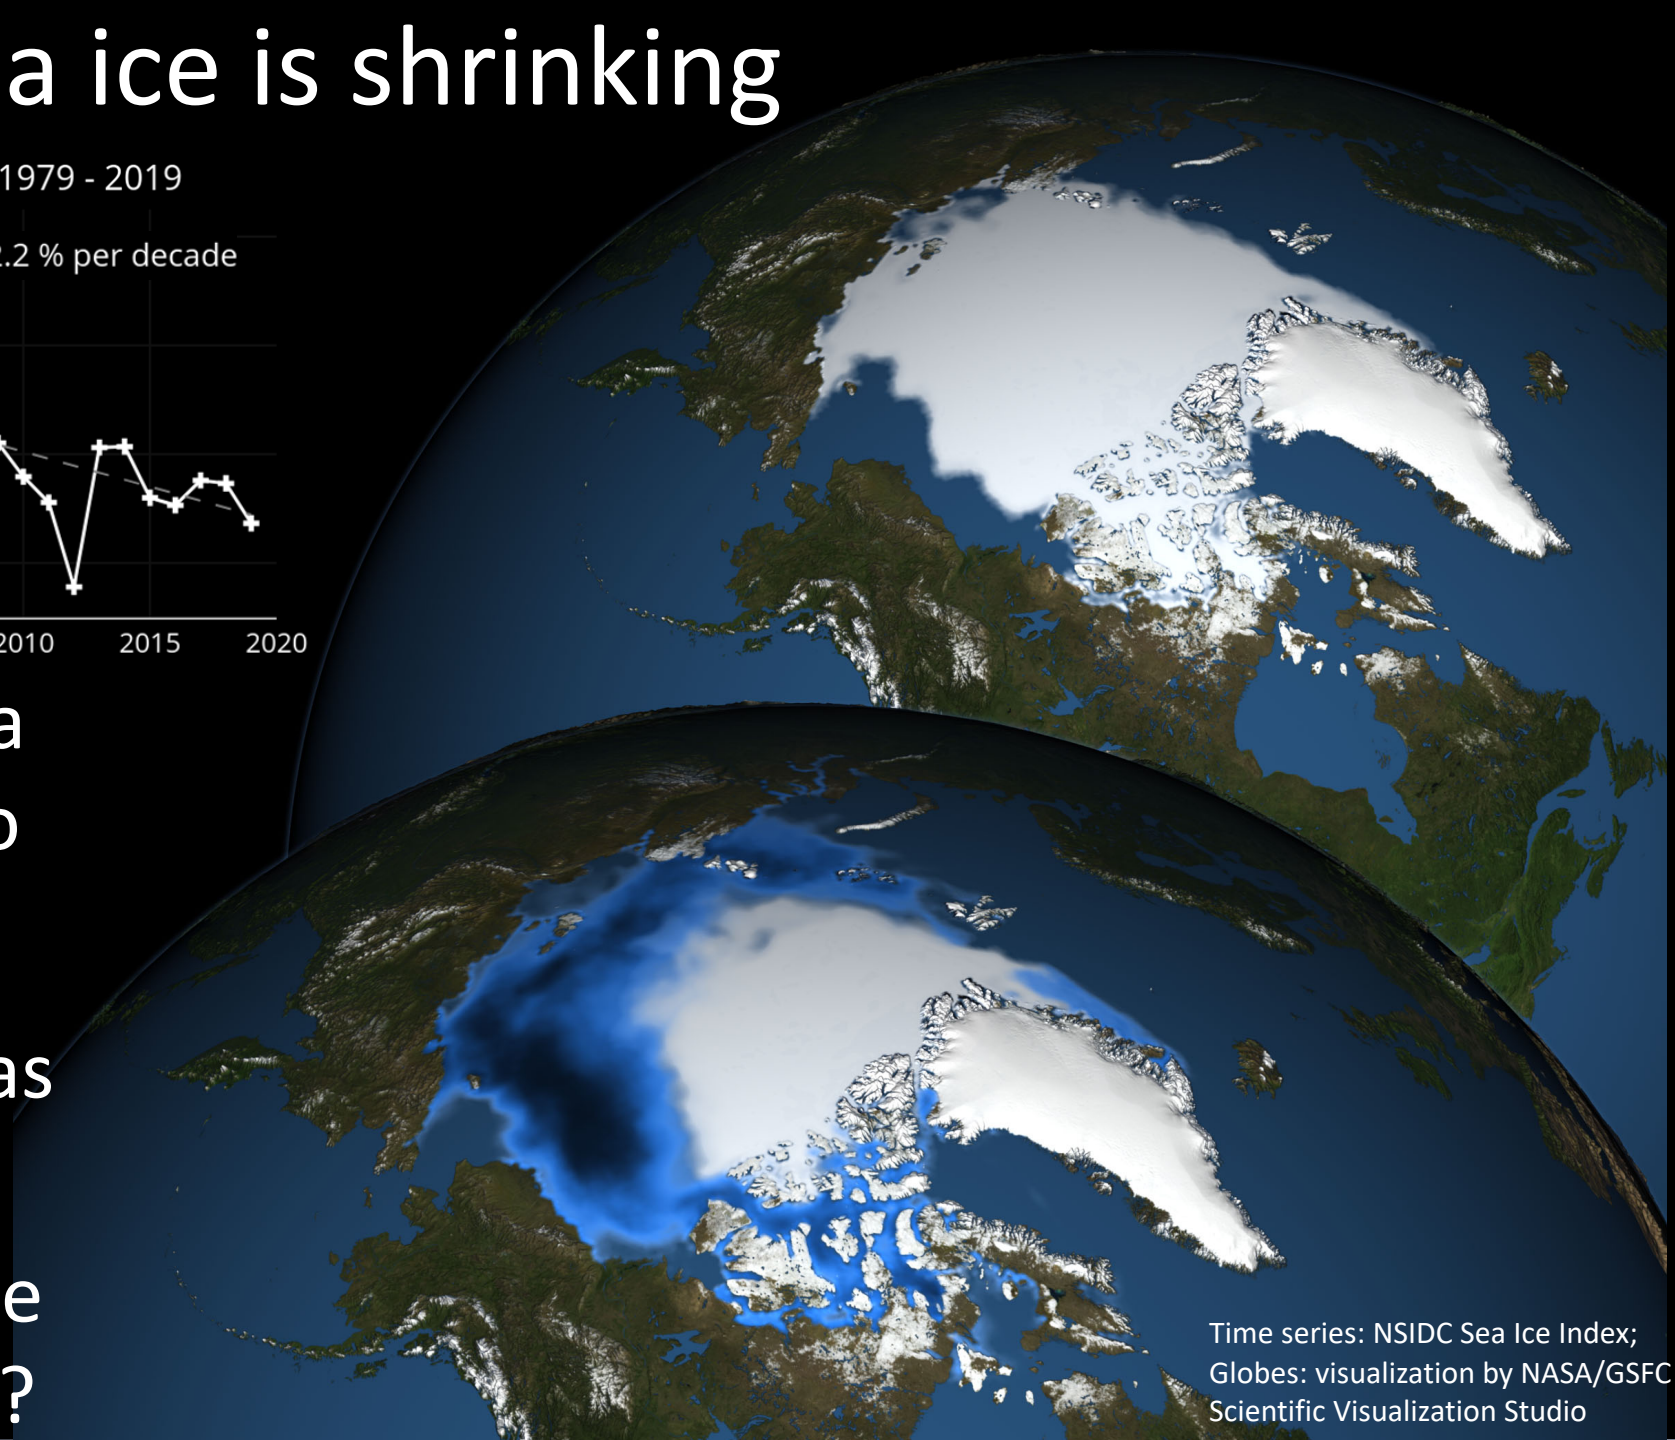 a ice is shrinking
1979 - 2019
2.2 % per decade
2010 2015 2020
a
o
as
e
?
Time series: NSIDC Sea Ice Index;
Globes: visualization by NASA/GSFC
Scientific Visualization Studio